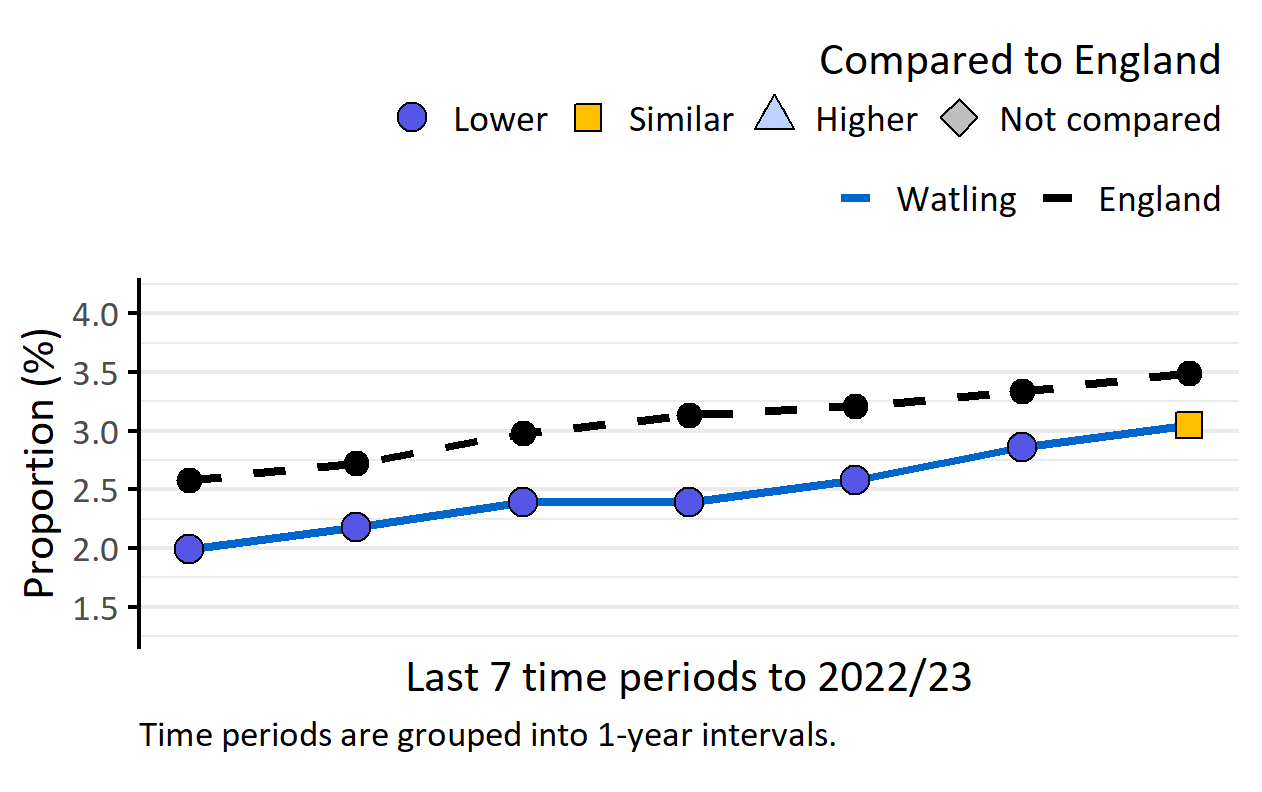 Compared to England
Lower Similar Higher Not compared
Watling England
Proportion (%)
4.0
3.5
3.0
2.5
2.0
1.5
Last 7 time periods to 2022/23
Time periods are grouped into 1-year intervals.